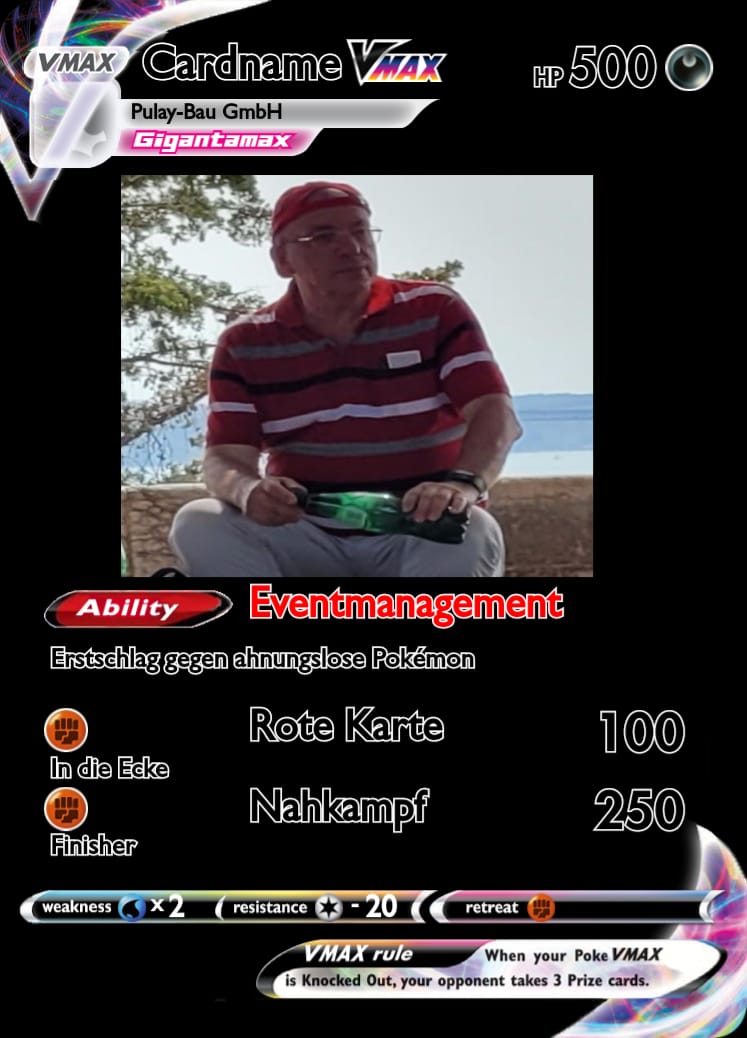 VMAX Cardname VMAX HP 500
Pulay-Bau GmbH
Gigantamax
Ability Eventmanagement
Erstschlag gegen ahnungslose Pokémon
Rote Karte 100
In die Ecke
Nahkampf 250
Finisher
weakness x2 resistance - 20 retreat
VMAX rule When your Poke VMAX
is Knocked Out, your opponent takes 3 Prize cards.